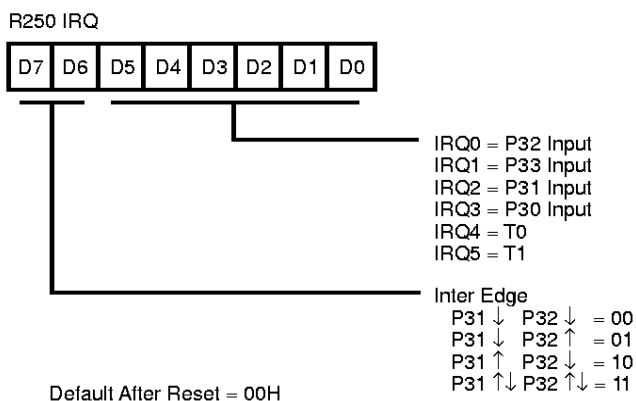 R250 IRQ
D7 D6 D5 D4 D3 D2 D1 D0
IRQ0 = P32 Input
IRQ1 = P33 Input
IRQ2 = P31 Input
IRQ3 = P30 Input
IRQ4 = T0
IRQ5 = T1
Inter Edge
P31 ↓ P32 ↓ = 00
P31 ↓ P32 ↑ = 01
P31 ↑ P32 ↓ = 10
P31 ↑↓ P32 ↑↓ = 11
Default After Reset = 00H